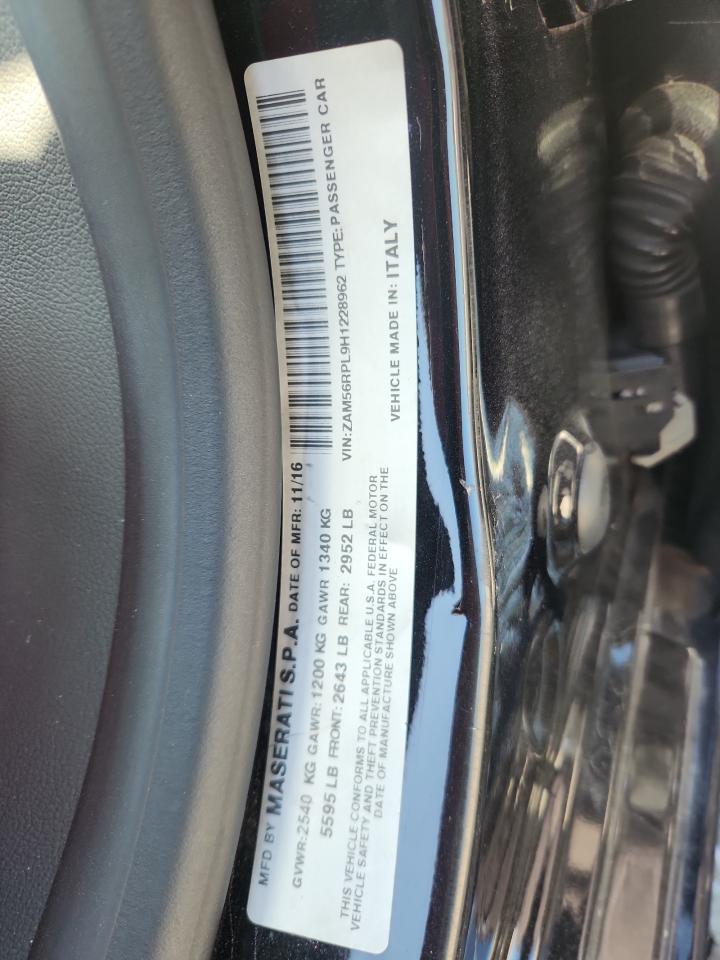 MFD BY MASERATI S.P.A. DATE OF MFR: 11/16
GVWR: 2540 KG GAWR: 1200 KG GAWR 1340 KG
5595 LB FRONT: 2643 LB REAR: 2952 LB
THIS VEHICLE CONFORMS TO ALL APPLICABLE U.S.A. FEDERAL MOTOR
VEHICLE SAFETY AND THEFT PREVENTION STANDARDS IN EFFECT ON THE
DATE OF MANUFACTURE SHOWN ABOVE
VIN:ZAM56RPL9H1228962 TYPE: PASSENGER CAR
VEHICLE MADE IN: ITALY